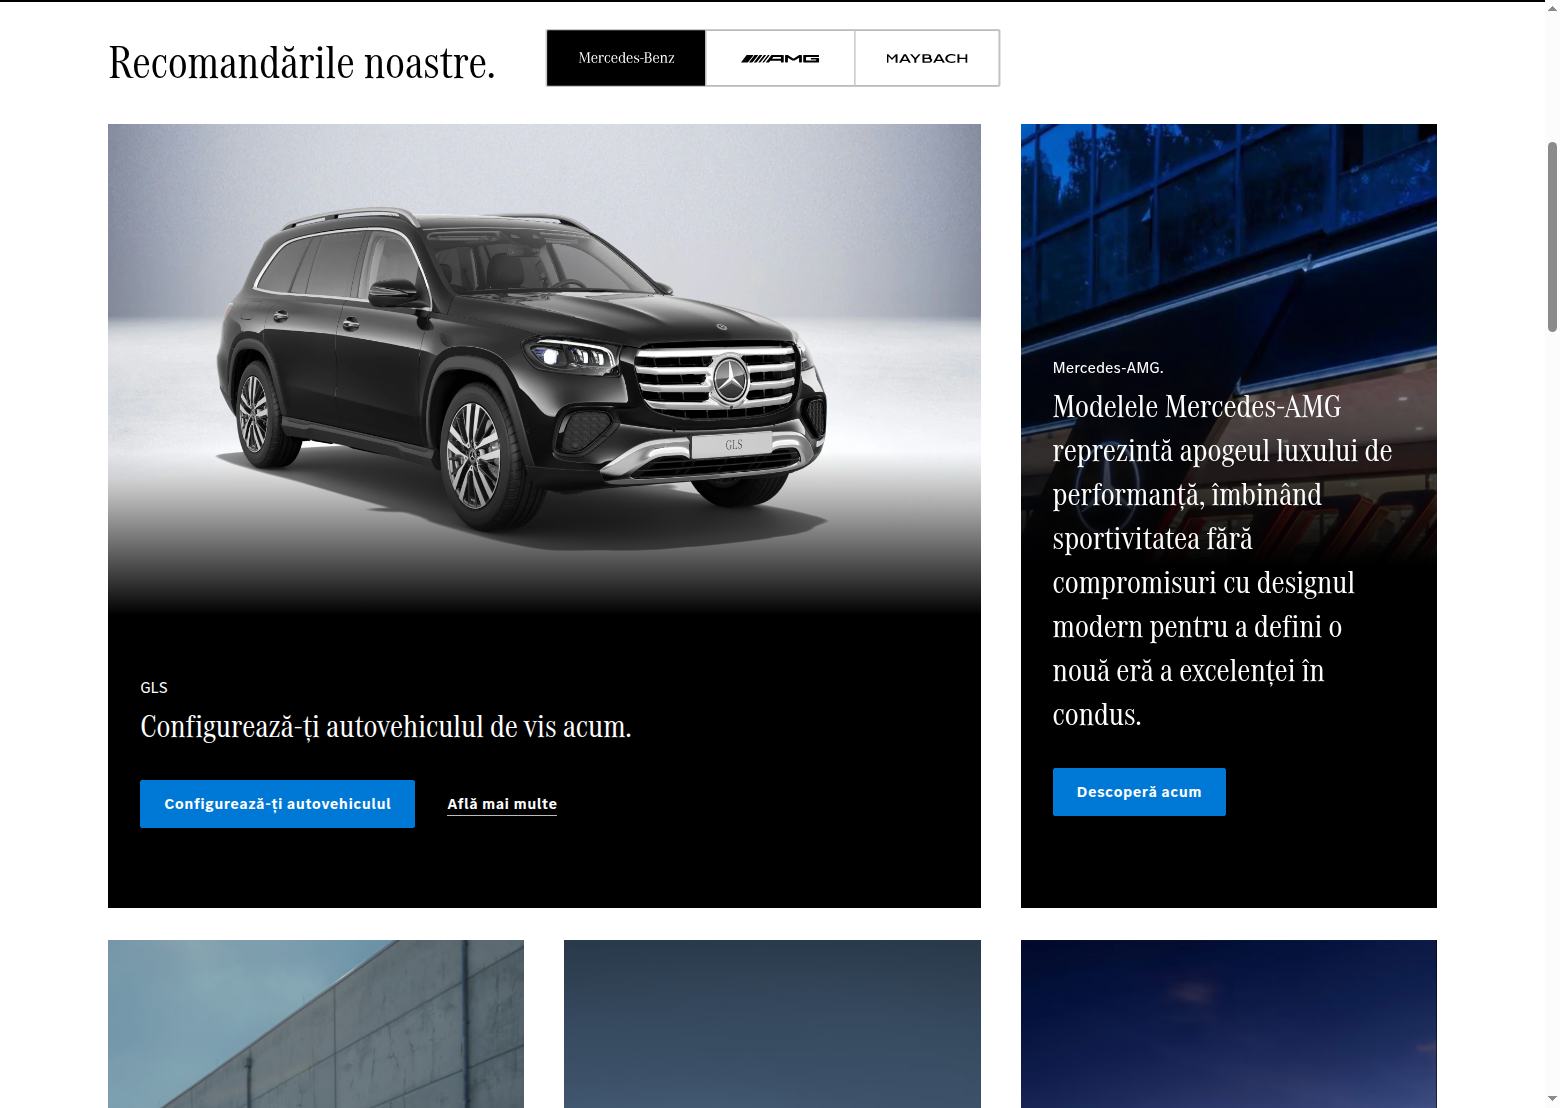 Recomandările noastre.
Mercedes-Benz
AMG
MAYBACH
GLS
GLS
Configurează-ți autovehiculul de vis acum.
Configurează-ți autovehiculul
Află mai multe
Mercedes-AMG.
Modelele Mercedes-AMG
reprezintă apogeul luxului de
performanță, îmbinând
sportivitatea fără
compromisuri cu designul
modern pentru a defini o
nouă eră a excelenței în
condus.
Descoperă acum